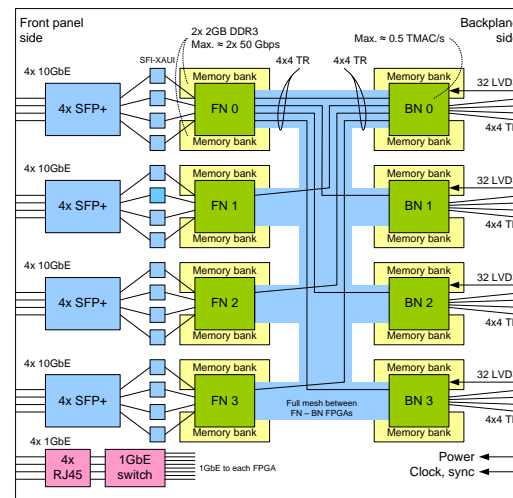 Front panel
side
2x 2GB DDR3
Max. ≈ 2x 50 Gbps
Max. ≈ 0.5 TMAC/s
Backplane
side
SFI-XAUI
4x4 TR
4x4 TR
4x 10GbE
4x SFP+
Memory bank
FN 0
Memory bank
Memory bank
BN 0
Memory bank
32 LVD
4x4 TR
4x 10GbE
4x SFP+
Memory bank
FN 1
Memory bank
Memory bank
BN 1
Memory bank
32 LVD
4x4 TR
4x 10GbE
4x SFP+
Memory bank
FN 2
Memory bank
Memory bank
BN 2
Memory bank
32 LVD
4x4 TR
4x 10GbE
4x SFP+
Memory bank
FN 3
Memory bank
Full mesh between
FN – BN FPGAs
Memory bank
BN 3
Memory bank
32 LVD
4x4 TR
4x 1GbE
4x
RJ45
1GbE
switch
1GbE to each FPGA
Power
Clock, sync